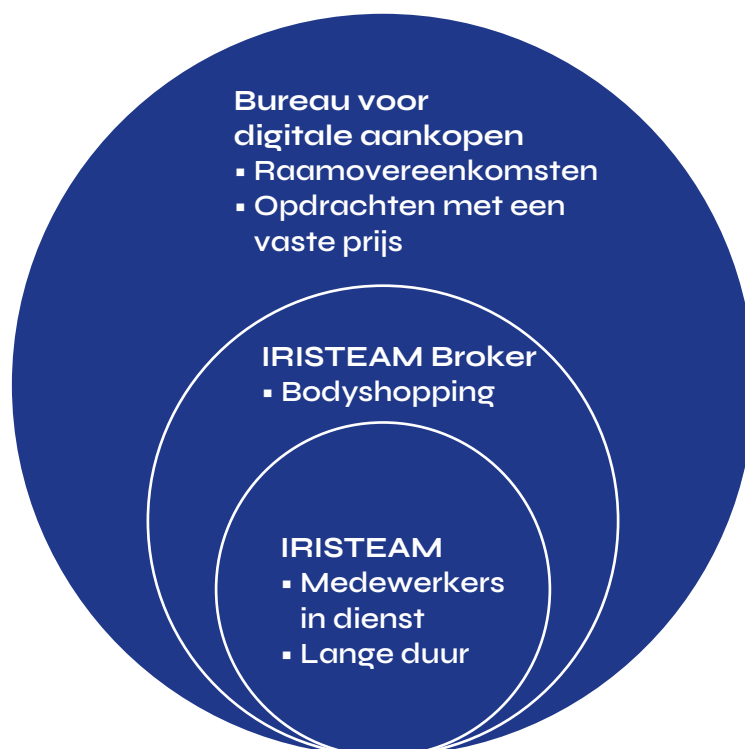 Bureau voor
digitale aankopen
▪ Raamovereenkomsten
▪ Opdrachten met een
vaste prijs
IRISTEAM Broker
▪ Bodyshopping
IRISTEAM
▪ Medewerkers
in dienst
▪ Lange duur